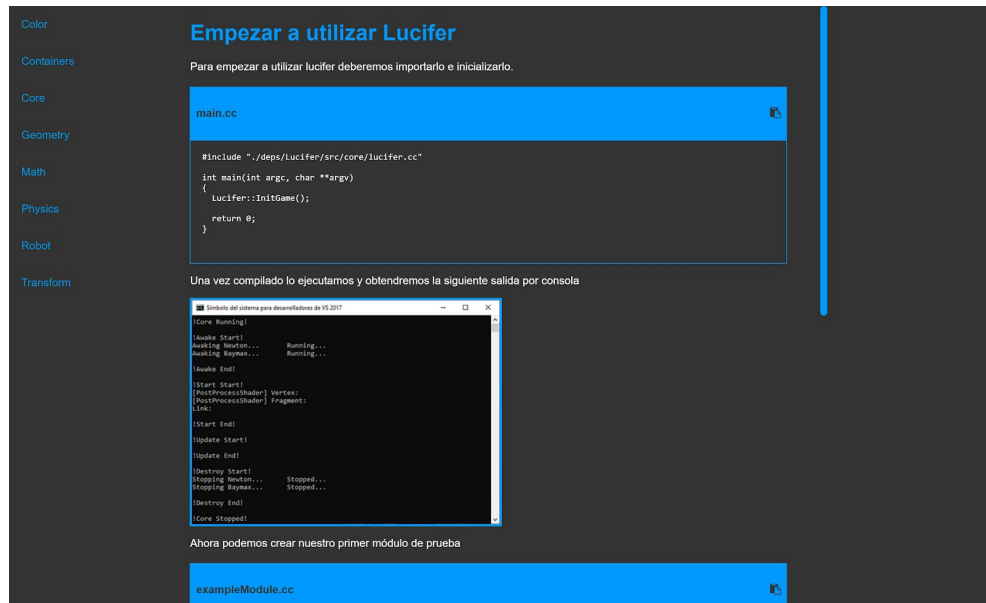 Color
Containers
Core
Geometry
Math
Physics
Robot
Transform
Empezar a utilizar Lucifer
Para empezar a utilizar lucifer deberemos importarlo e inicializarlo.
main.cc
#include "./deps/Lucifer/src/core/lucifer.cc"
int main(int argc, char **argv)
{
Lucifer::InitGame();
return 0;
}
Una vez compilado lo ejecutamos y obtendremos la siguiente salida por consola
Símbolo del sistema para desarrolladores de VS 2017
!Core Running!
!Awake Start!
Awaking Newton... Running...
Awaking Baymax... Running...
!Awake End!
!Start Start!
[PostProcessShader] Vertex:
[PostProcessShader] Fragment:
Link:
!Start End!
!Update Start!
!Update End!
!Destroy Start!
Stopping Newton... Stopped...
Stopping Baymax... Stopped...
!Destroy End!
!Core Stopped!
Ahora podemos crear nuestro primer módulo de prueba
exampleModule.cc